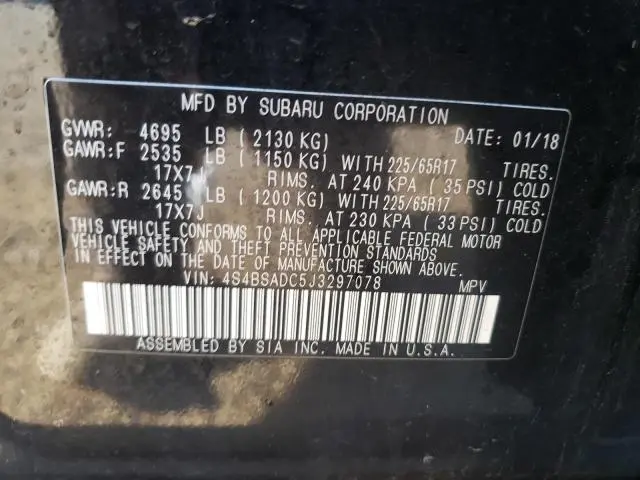 MFD BY SUBARU CORPORATION
GVWR: 4695 LB ( 2130 KG) DATE: 01/18
GAWR:F 2535 LB ( 1150 KG) WITH 225/65R17 TIRES.
17X7J RIMS. AT 240 KPA ( 35 PSI) COLD
GAWR:R 2645 LB ( 1200 KG) WITH 225/65R17 TIRES.
17X7J RIMS. AT 230 KPA ( 33 PSI) COLD
THIS VEHICLE CONFORMS TO ALL APPLICABLE FEDERAL MOTOR
VEHICLE SAFETY AND THEFT PREVENTION STANDARDS
IN EFFECT ON THE DATE OF MANUFACTURE SHOWN ABOVE.
VIN: 4S4BSADC5J3297078 MPV
ASSEMBLED BY SIA INC. MADE IN U.S.A.